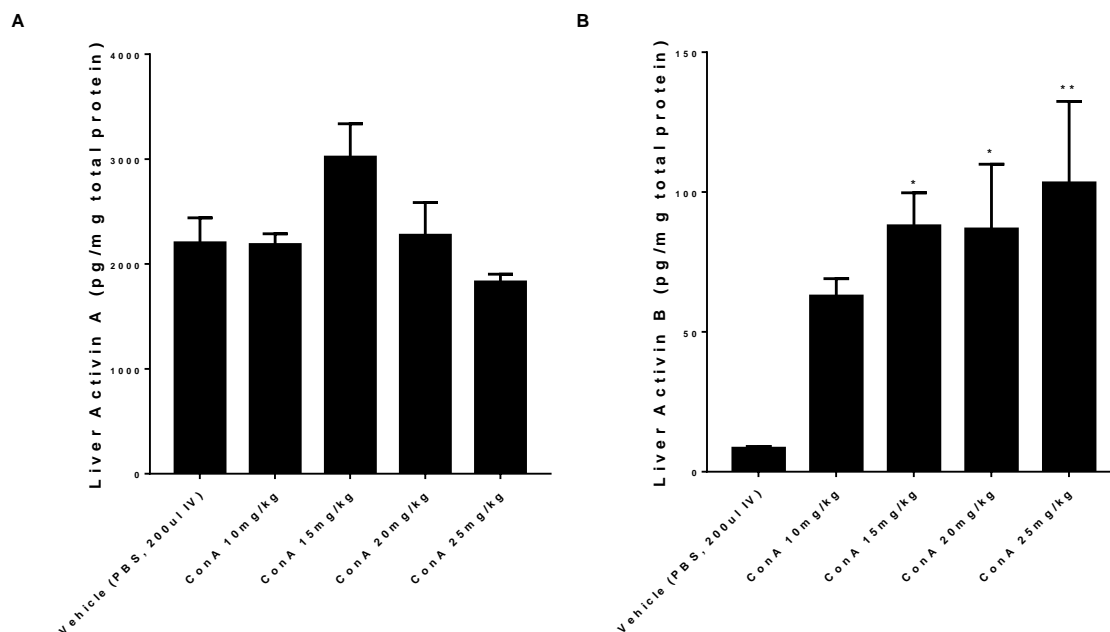 A
Liver Activin A (pg/mg total protein)
4000
3000
2000
1000
0
Vehicle (PBS, 200ul IV)
ConA 10mg/kg
ConA 15mg/kg
ConA 20mg/kg
ConA 25mg/kg
B
Liver Activin B (pg/mg total protein)
150
100
50
0
*
*
**
Vehicle (PBS, 200ul IV)
ConA 10mg/kg
ConA 15mg/kg
ConA 20mg/kg
ConA 25mg/kg